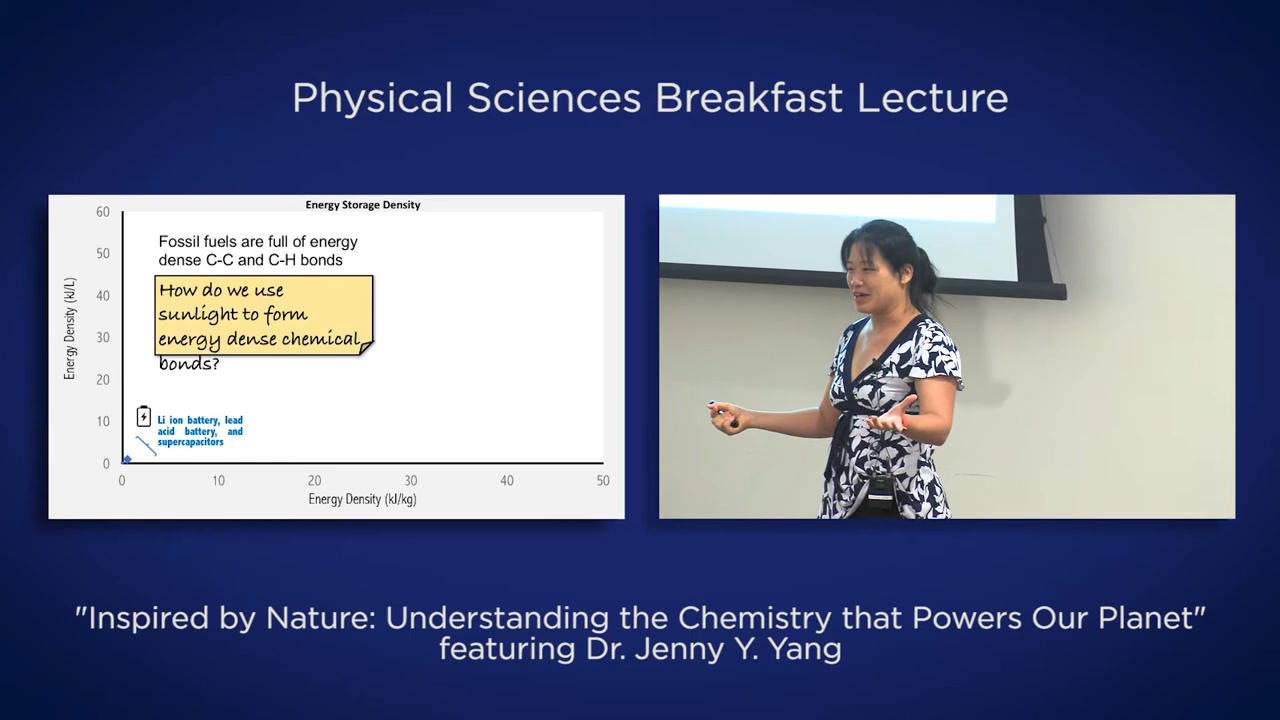 Physical Sciences Breakfast Lecture
Energy Storage Density
60
50
40
30
20
10
0
Energy Density (kJ/L)
Fossil fuels are full of energy
dense C-C and C-H bonds
How do we use
sunlight to form
energy dense chemical
bonds?
Li ion battery, lead
acid battery, and
supercapacitors
0
10
20
30
40
50
Energy Density (kJ/kg)
"Inspired by Nature: Understanding the Chemistry that Powers Our Planet"
featuring Dr. Jenny Y. Yang